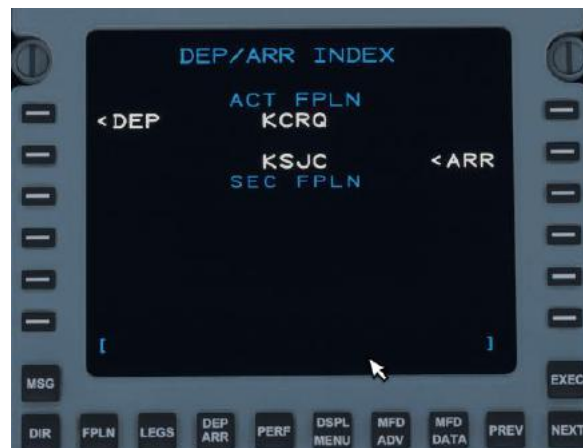 DEP/ARR INDEX
ACT FPLN
<DEP KCRQ
KSJC <ARR
SEC FPLN
[ ]
MSG
EXEC
DIR FPLN LEGS DEP ARR PERF DSPL MENU MFD ADV MFD DATA PREV NEXT